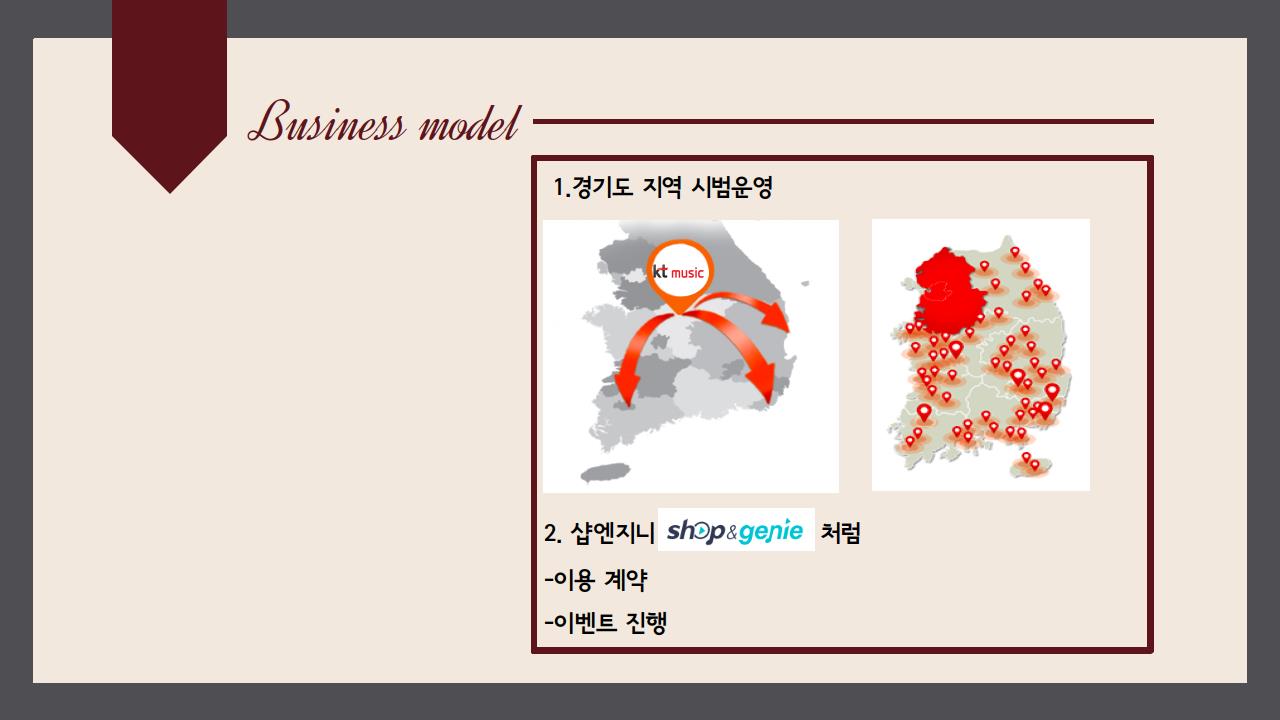 Business model
1.경기도 지역 시범운영
kt music
2. 샵엔지니 shop&genie 처럼
-이용 계약
-이벤트 진행